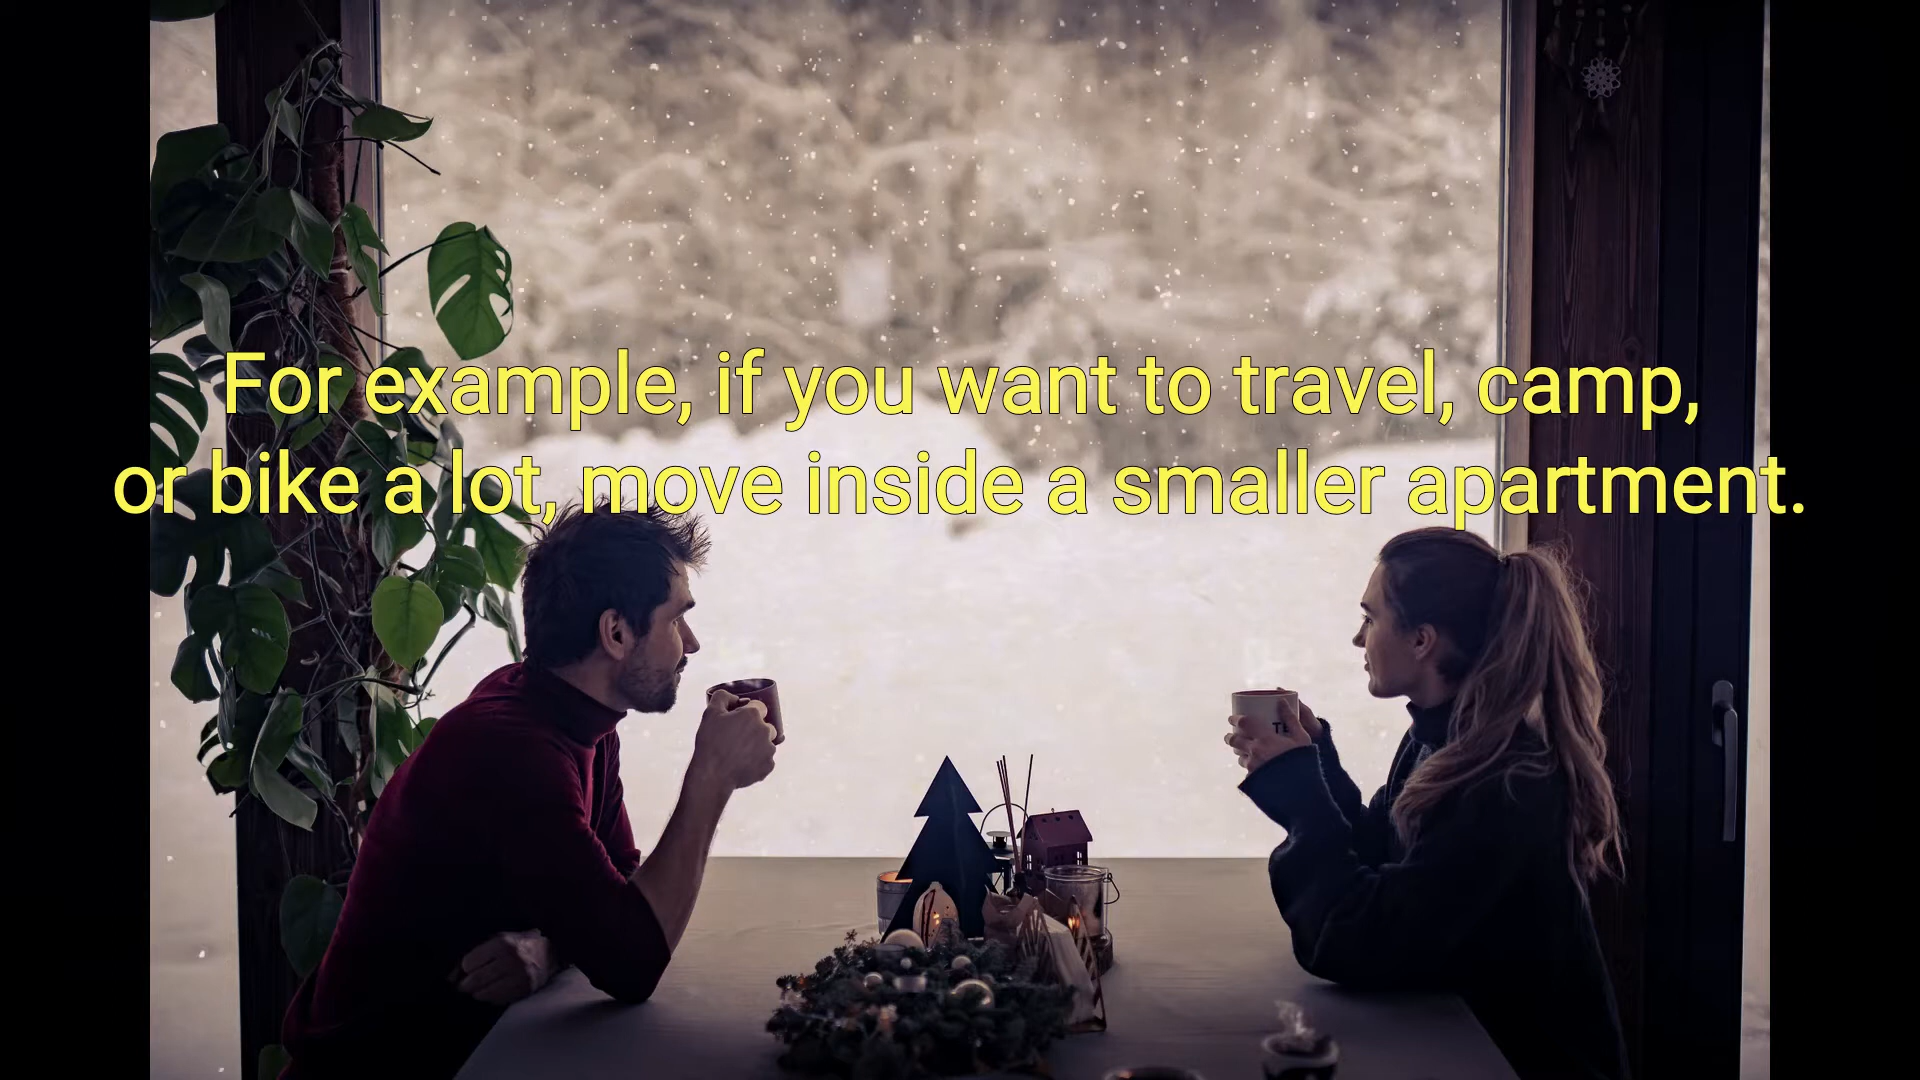 For example, if you want to travel, camp,
or bike a lot, move inside a smaller apartment.